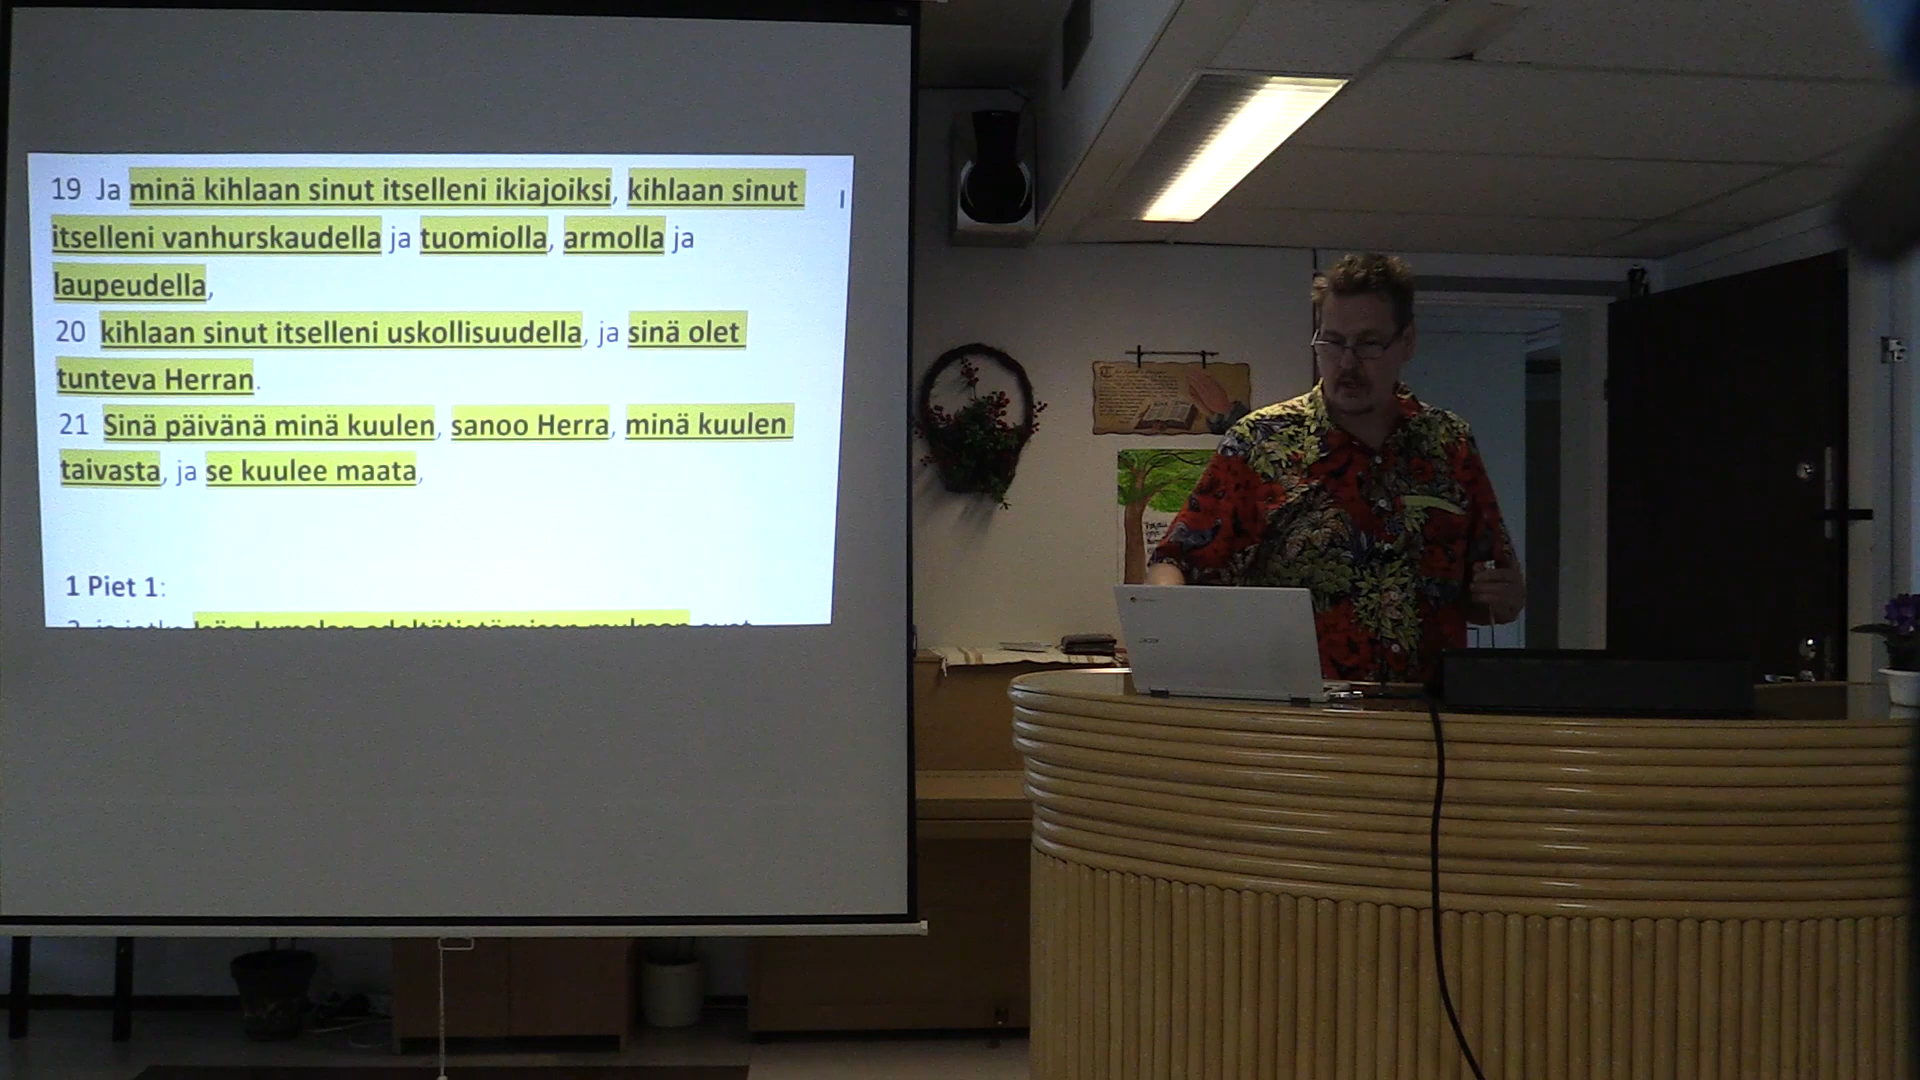 19 Ja minä kihlaan sinut itselleni ikiajoiksi, kihlaan sinut
itselleni vanhurskaudella ja tuomiolla, armolla ja
laupeudella,
20 kihlaan sinut itselleni uskollisuudella, ja sinä olet
tunteva Herran.
21 Sinä päivänä minä kuulen, sanoo Herra, minä kuulen
taivasta, ja se kuulee maata,
1 Piet 1:
acer